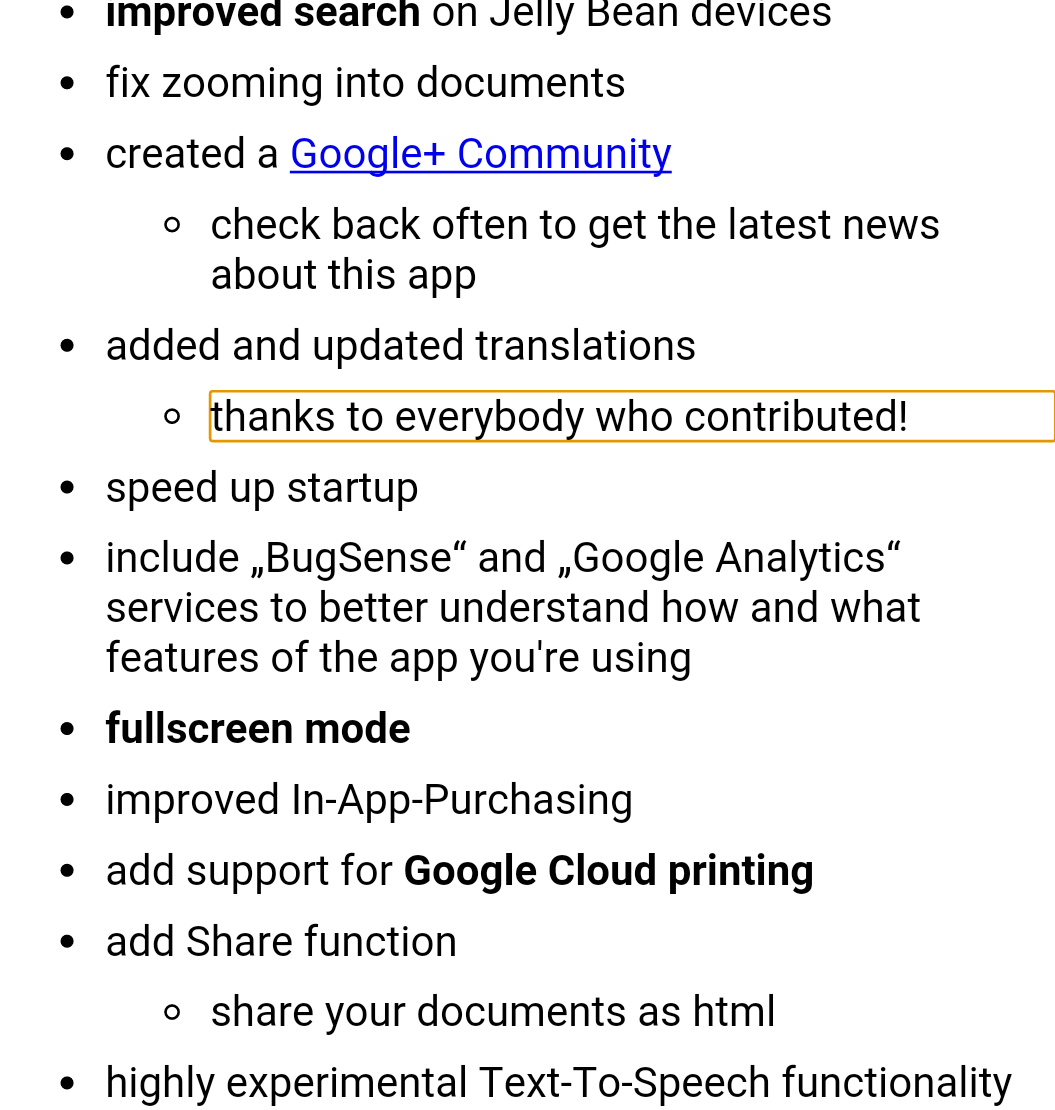 improved search on Jelly Bean devices
fix zooming into documents
created a Google+ Community
check back often to get the latest news
about this app
added and updated translations
thanks to everybody who contributed!
speed up startup
include „BugSense“ and „Google Analytics“
services to better understand how and what
features of the app you're using
fullscreen mode
improved In-App-Purchasing
add support for Google Cloud printing
add Share function
share your documents as html
highly experimental Text-To-Speech functionality